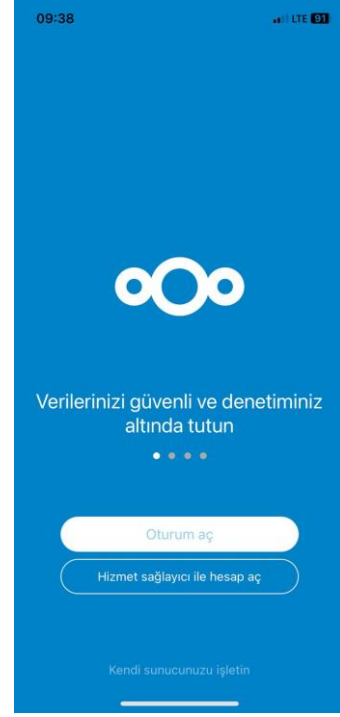 09:38
LTE 91
Verilerinizi güvenli ve denetiminiz
altında tutun
Oturum aç
Hizmet sağlayıcı ile hesap aç
Kendi sunucunuzu işletin